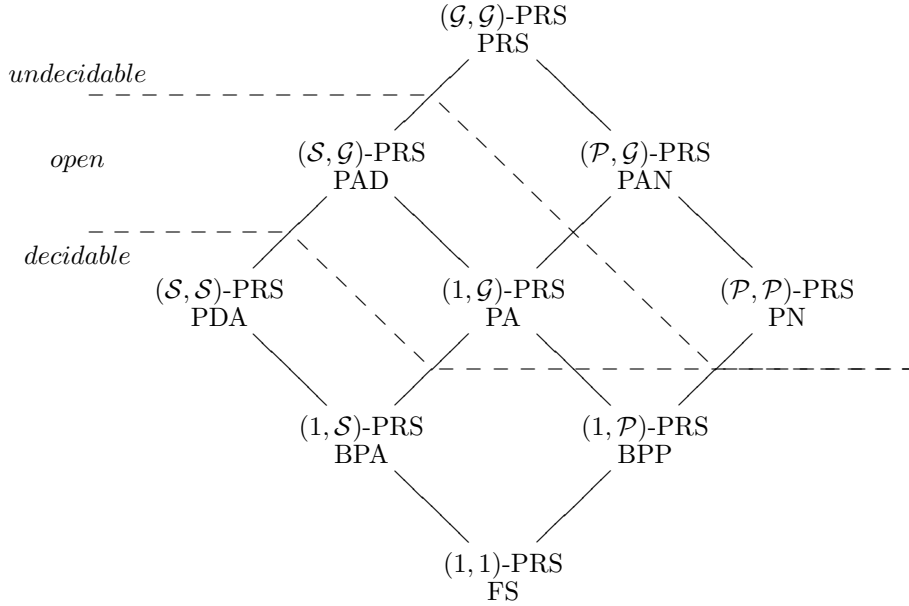 (𝒢, 𝒢)-PRS
PRS
undecidable
open
(𝒮, 𝒢)-PRS
PAD
(𝒫, 𝒢)-PRS
PAN
decidable
(𝒮, 𝒮)-PRS
PDA
(1, 𝒢)-PRS
PA
(𝒫, 𝒫)-PRS
PN
(1, 𝒮)-PRS
BPA
(1, 𝒫)-PRS
BPP
(1, 1)-PRS
FS